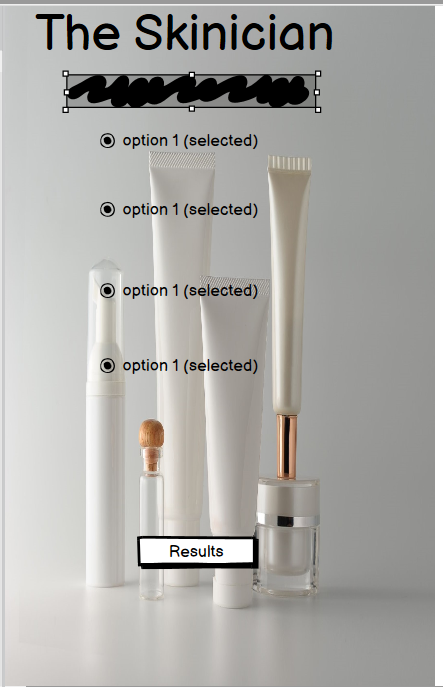 The Skinician
option 1 (selected)
option 1 (selected)
option 1 (selected)
option 1 (selected)
Results